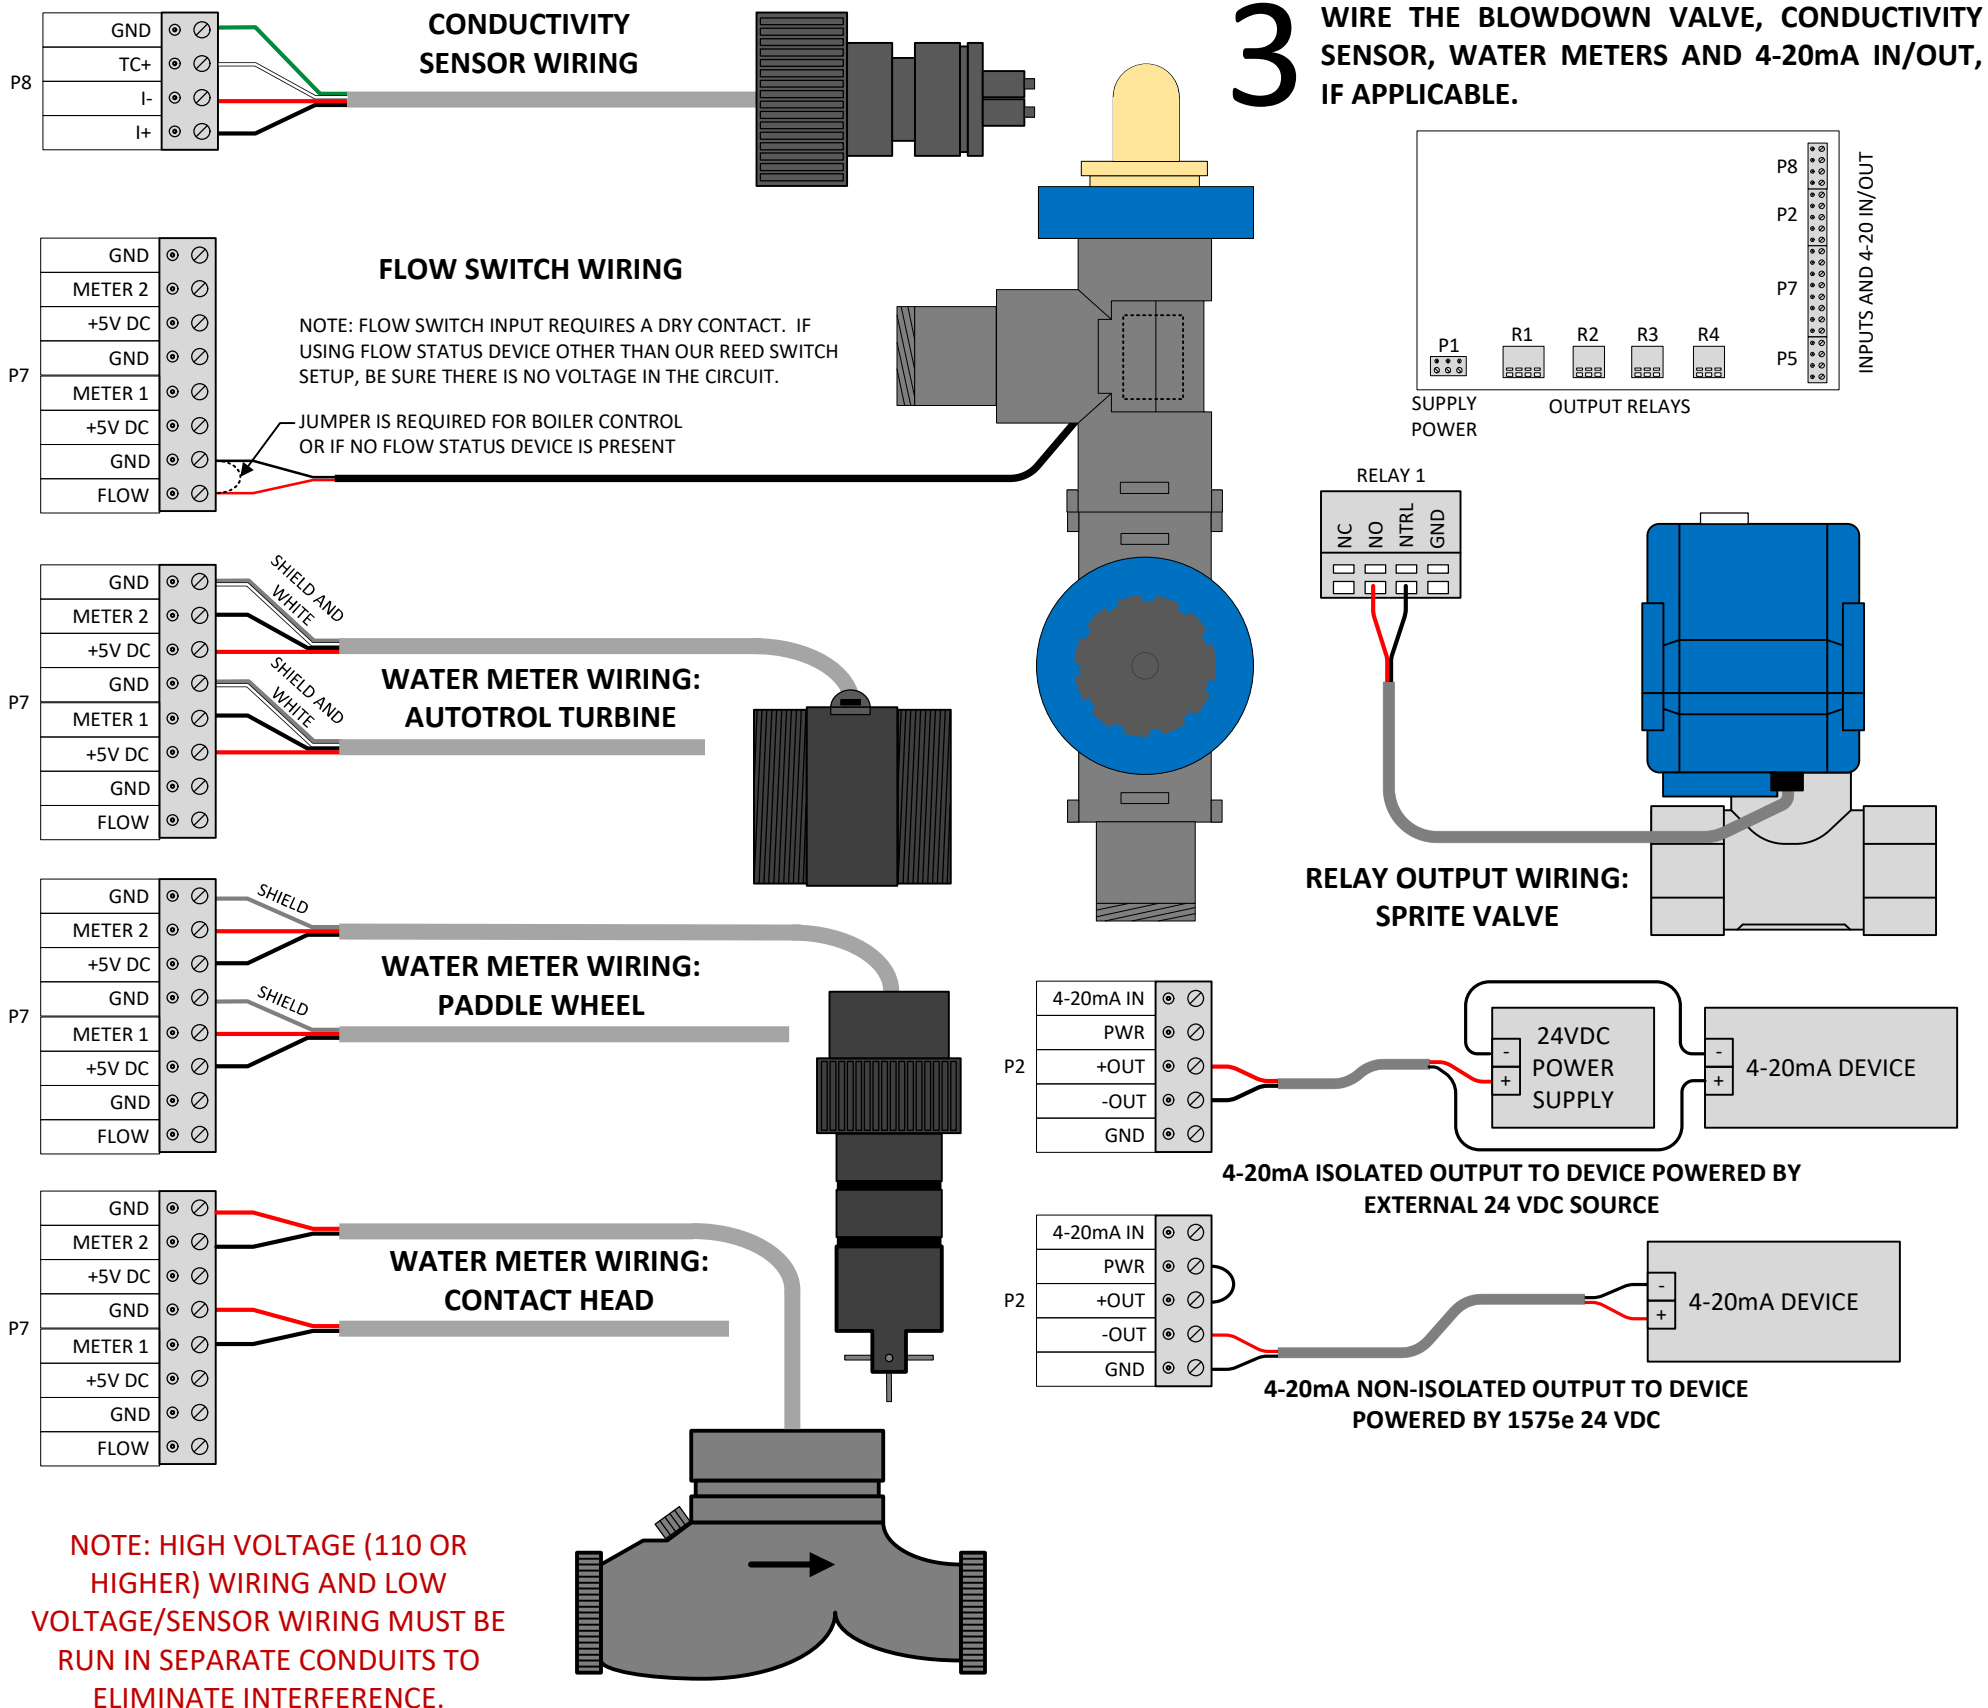 CONDUCTIVITY
SENSOR WIRING
P8
GND
TC+
I-
I+
3
WIRE THE BLOWDOWN VALVE, CONDUCTIVITY
SENSOR, WATER METERS AND 4-20mA IN/OUT,
IF APPLICABLE.
P8
P2
P7
P5
INPUTS AND 4-20 IN/OUT
P1
R1
R2
R3
R4
SUPPLY
POWER
OUTPUT RELAYS
FLOW SWITCH WIRING
NOTE: FLOW SWITCH INPUT REQUIRES A DRY CONTACT. IF
USING FLOW STATUS DEVICE OTHER THAN OUR REED SWITCH
SETUP, BE SURE THERE IS NO VOLTAGE IN THE CIRCUIT.
JUMPER IS REQUIRED FOR BOILER CONTROL
OR IF NO FLOW STATUS DEVICE IS PRESENT
P7
GND
METER 2
+5V DC
GND
METER 1
+5V DC
GND
FLOW
RELAY 1
NC
NO
NTRL
GND
RELAY OUTPUT WIRING:
SPRITE VALVE
P7
GND
METER 2
+5V DC
GND
METER 1
+5V DC
GND
FLOW
SHIELD AND
WHITE
SHIELD AND
WHITE
WATER METER WIRING:
AUTOTROL TURBINE
P7
GND
METER 2
+5V DC
GND
METER 1
+5V DC
GND
FLOW
SHIELD
SHIELD
WATER METER WIRING:
PADDLE WHEEL
P2
4-20mA IN
PWR
+OUT
-OUT
GND
-
+
24VDC
POWER
SUPPLY
-
+
4-20mA DEVICE
4-20mA ISOLATED OUTPUT TO DEVICE POWERED BY
EXTERNAL 24 VDC SOURCE
P7
GND
METER 2
+5V DC
GND
METER 1
+5V DC
GND
FLOW
WATER METER WIRING:
CONTACT HEAD
P2
4-20mA IN
PWR
+OUT
-OUT
GND
-
+
4-20mA DEVICE
4-20mA NON-ISOLATED OUTPUT TO DEVICE
POWERED BY 1575e 24 VDC
NOTE: HIGH VOLTAGE (110 OR
HIGHER) WIRING AND LOW
VOLTAGE/SENSOR WIRING MUST BE
RUN IN SEPARATE CONDUITS TO
ELIMINATE INTERFERENCE.